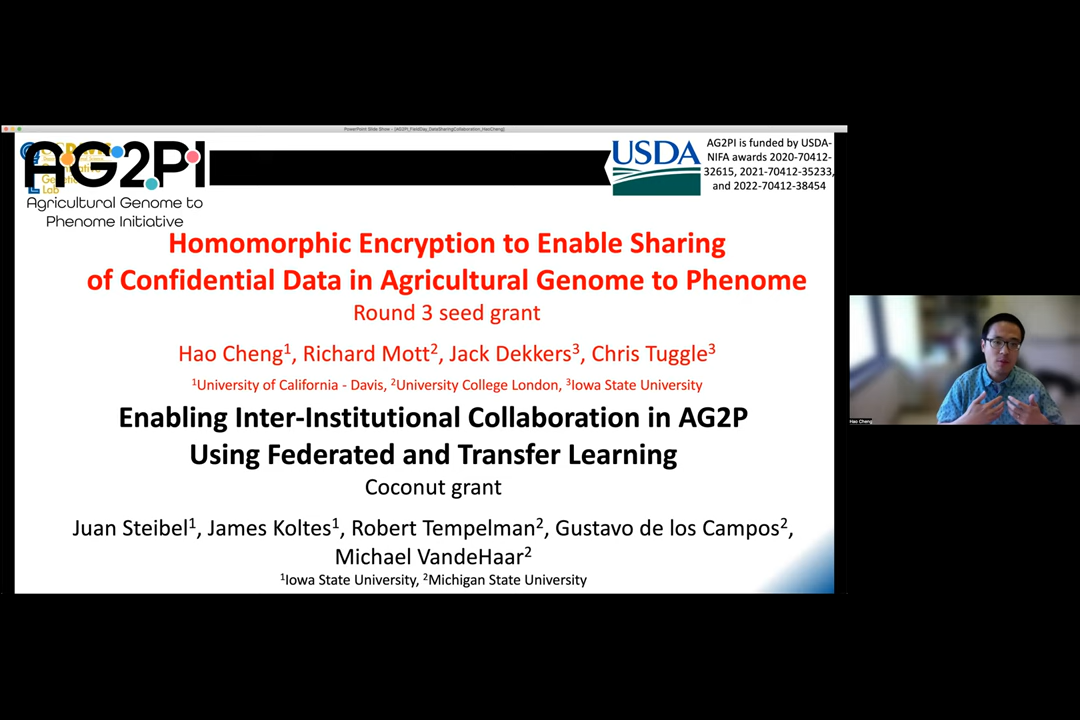 PowerPoint Slide Show - [AG2PI_FieldDay_DataSharingCollaboration_HaoCheng]
AG2PI
Agricultural Genome to
Phenome Initiative
Lab
USDA
AG2PI is funded by USDA-
NIFA awards 2020-70412-
32615, 2021-70412-35233,
and 2022-70412-38454
Homomorphic Encryption to Enable Sharing
of Confidential Data in Agricultural Genome to Phenome
Round 3 seed grant
Hao Cheng¹, Richard Mott², Jack Dekkers³, Chris Tuggle³
¹University of California - Davis, ²University College London, ³Iowa State University
Enabling Inter-Institutional Collaboration in AG2P
Using Federated and Transfer Learning
Coconut grant
Juan Steibel¹, James Koltes¹, Robert Tempelman², Gustavo de los Campos²,
Michael VandeHaar²
¹Iowa State University, ²Michigan State University
Hao Cheng